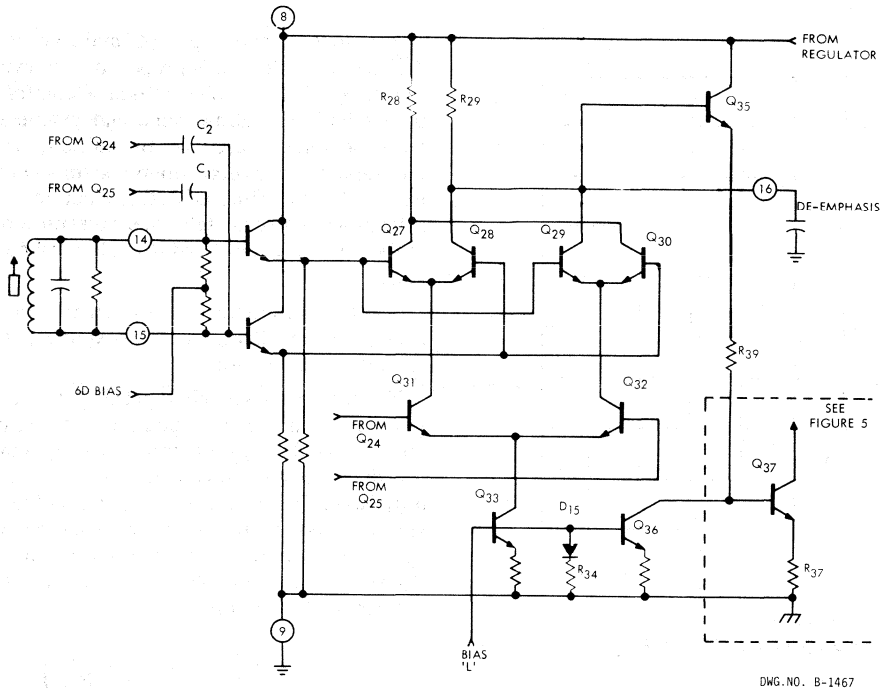 8
FROM
REGULATOR
R28
R29
Q35
C2
FROM Q24
C1
FROM Q25
16
DE-EMPHASIS
Q27
Q28
Q29
Q30
14
15
R39
6D BIAS
Q31
Q32
SEE
FIGURE 5
FROM
Q24
Q37
FROM
Q25
Q33
D15
Q36
R34
R37
9
BIAS
'L'
DWG.NO. B-1467